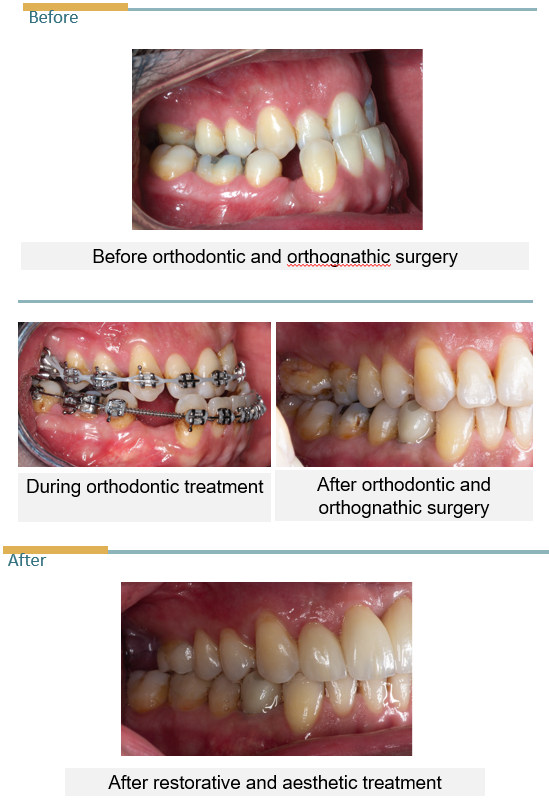 Before
Before orthodontic and orthognathic surgery
During orthodontic treatment
After orthodontic and
orthognathic surgery
After
After restorative and aesthetic treatment